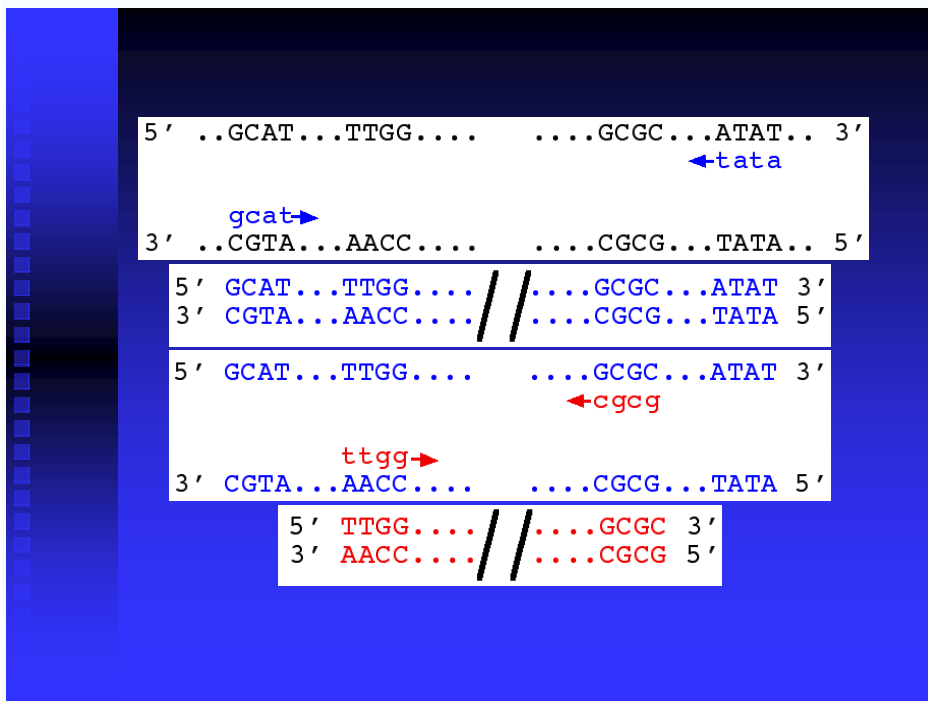 5′ ..GCAT...TTGG.... ....GCGC...ATAT.. 3′
tata
gcat
3′ ..CGTA...AACC.... ....CGCG...TATA.. 5′
5′ GCAT...TTGG....//....GCGC...ATAT 3′
3′ CGTA...AACC....//....CGCG...TATA 5′
5′ GCAT...TTGG.... ....GCGC...ATAT 3′
cgcg
ttgg
3′ CGTA...AACC.... ....CGCG...TATA 5′
5′ TTGG....//....GCGC 3′
3′ AACC....//....CGCG 5′